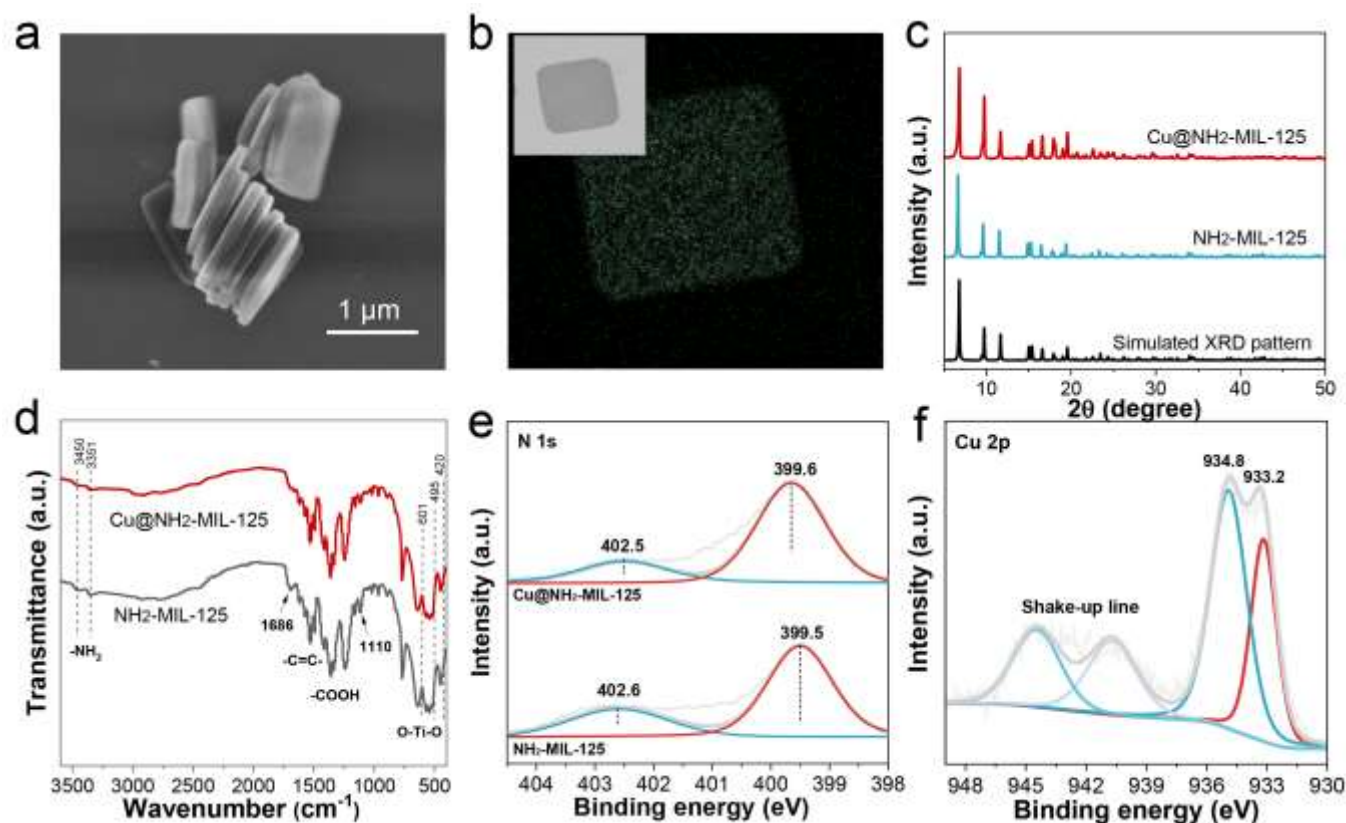 a
1 μm
b
c
Intensity (a.u.)
Cu@NH2-MIL-125
NH2-MIL-125
Simulated XRD pattern
10 20 30 40 50
2θ (degree)
d
Transmittance (a.u.)
3450
3351
601
495
420
Cu@NH2-MIL-125
NH2-MIL-125
1686
-C=C-
1110
-NH2
-COOH
O-Ti-O
3500 3000 2500 2000 1500 1000 500
Wavenumber (cm-1)
e
N 1s
Intensity (a.u.)
399.6
402.5
Cu@NH2-MIL-125
399.5
402.6
NH2-MIL-125
404 403 402 401 400 399 398
Binding energy (eV)
f
Cu 2p
Intensity (a.u.)
934.8
933.2
Shake-up line
948 945 942 939 936 933 930
Binding energy (eV)